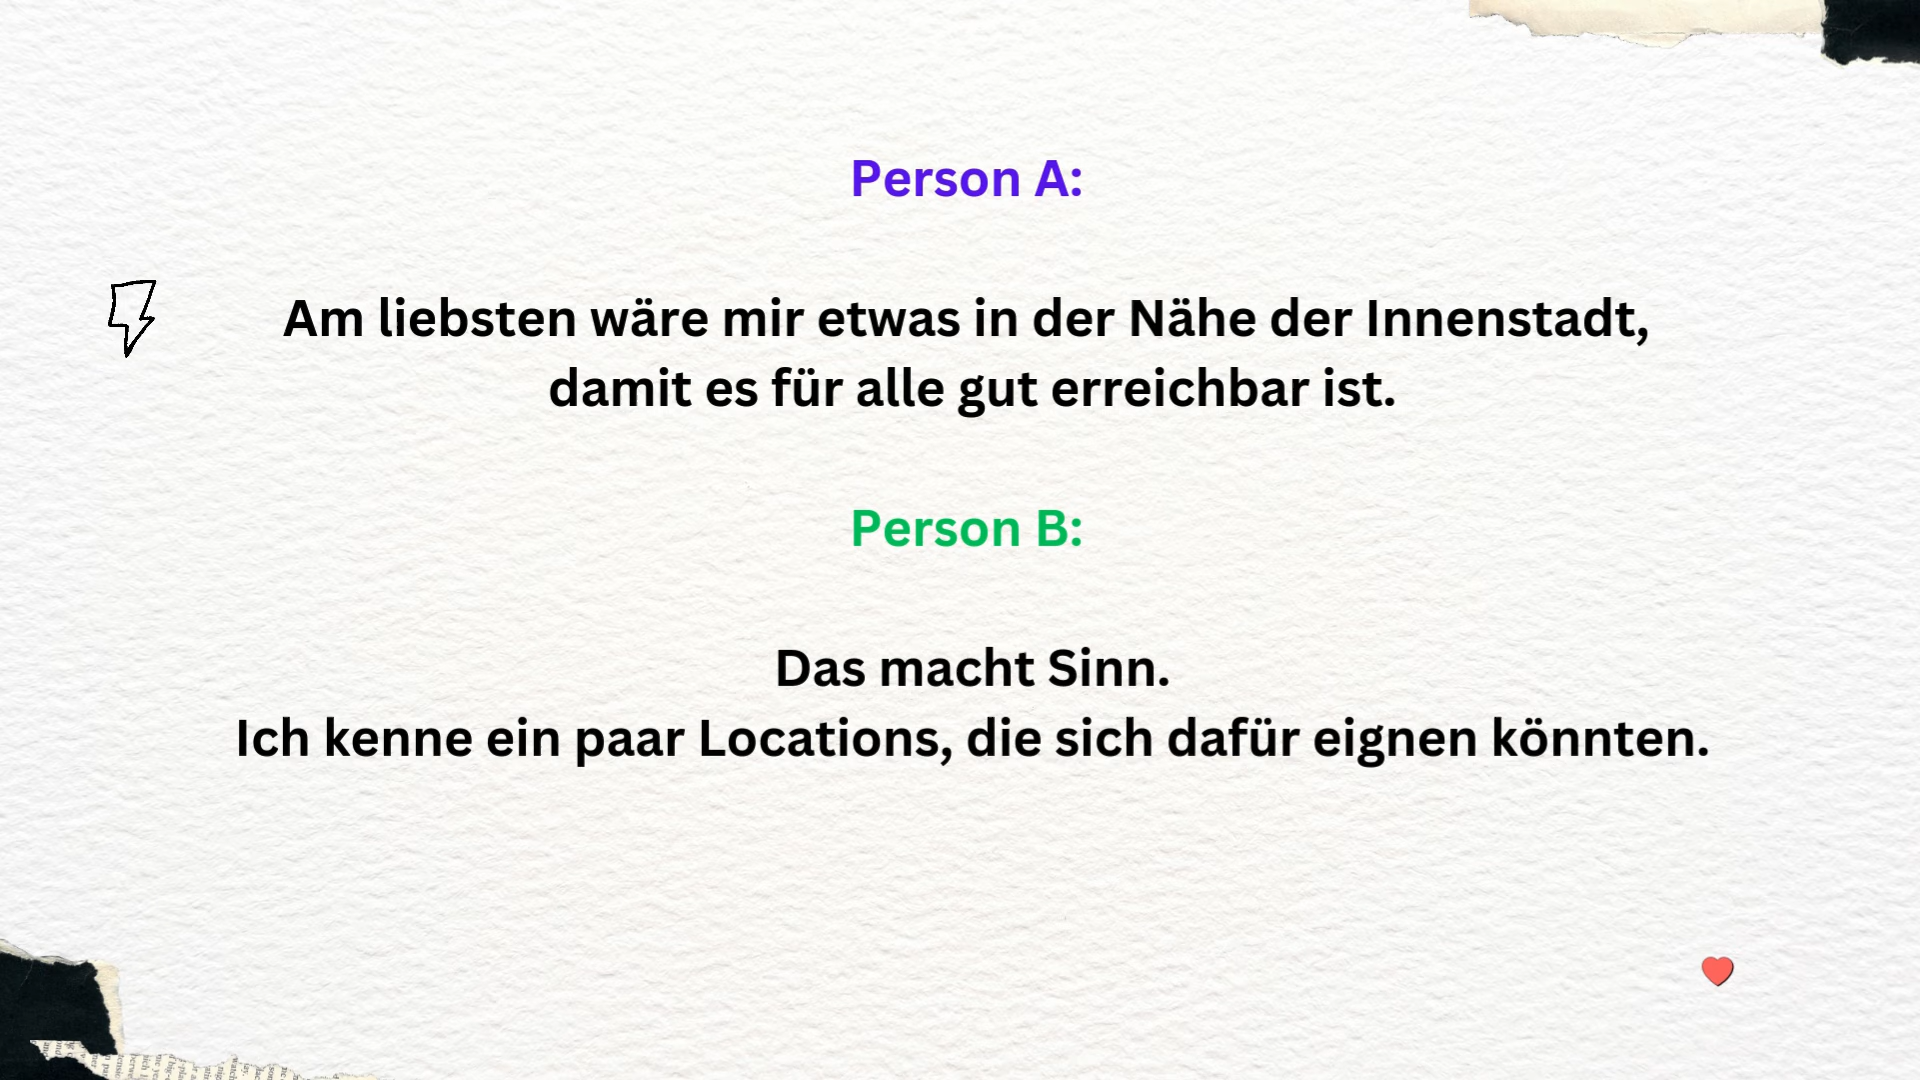 Person A:
Am liebsten wäre mir etwas in der Nähe der Innenstadt,
damit es für alle gut erreichbar ist.
Person B:
Das macht Sinn.
Ich kenne ein paar Locations, die sich dafür eignen könnten.